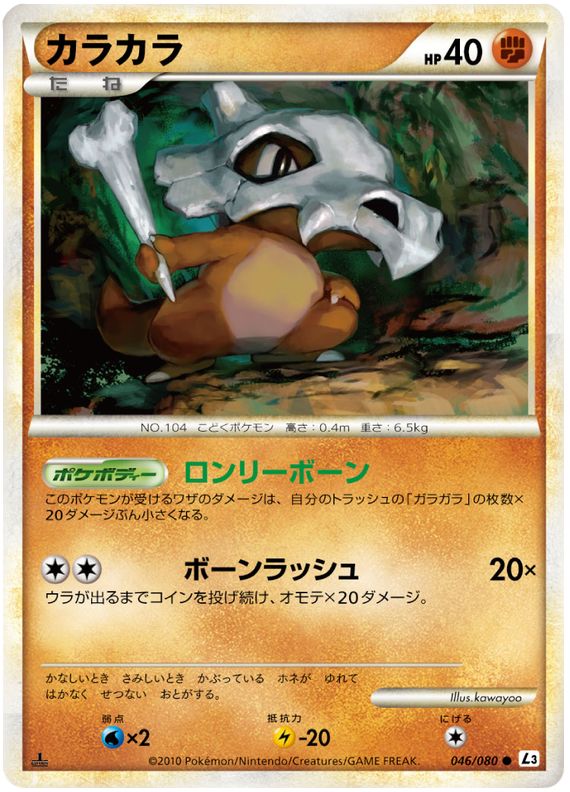 カラカラ
HP40
たね
NO.104 こどくポケモン 高さ:0.4m 重さ:6.5kg
ポケボディー ロンリーボーン
このポケモンが受けるワザのダメージは、自分のトラッシュの「ガラガラ」の枚数×
20ダメージぶん小さくなる。
ボーンラッシュ 20×
ウラが出るまでコインを投げ続け、オモテ×20ダメージ。
かなしいとき さみしいとき かぶっている ホネが ゆれて
はかなく せつない おとがする。
Illus.kawayoo
弱点 抵抗力 にげる
×2 -20
1
©2010 Pokémon/Nintendo/Creatures/GAME FREAK. 046/080 ● L3